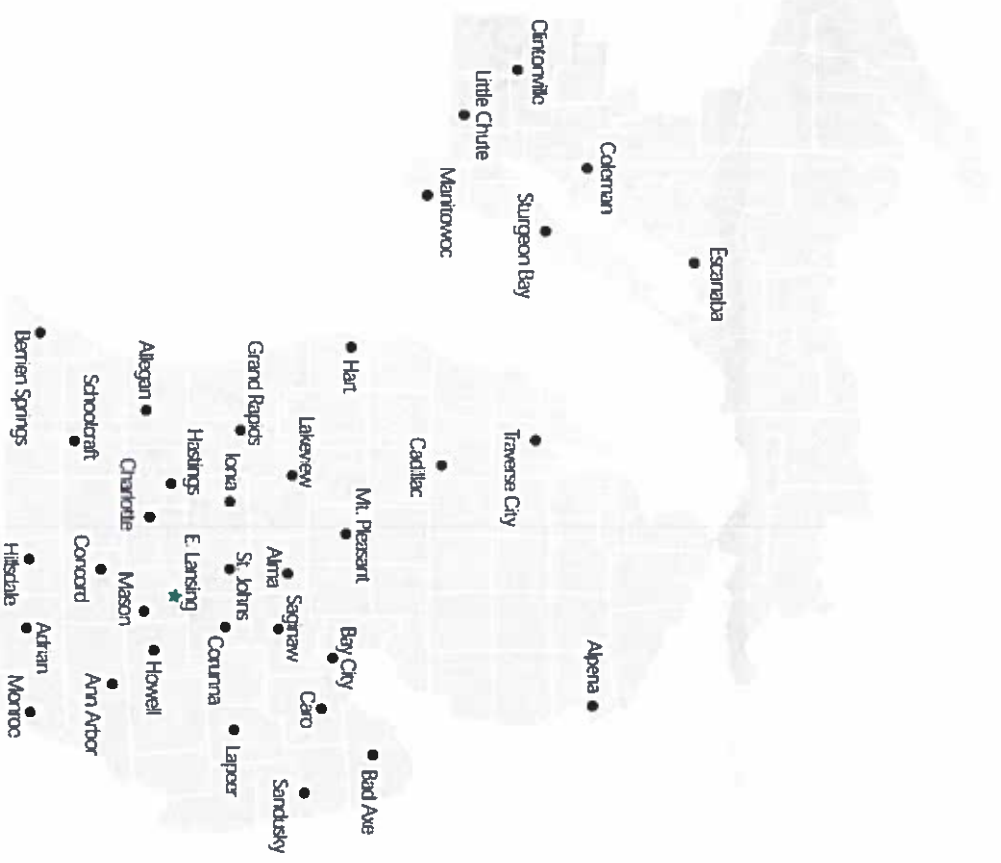 Escanaba
Coleman
Clintonville
Sturgeon Bay
Little Chute
Manitowoc
Alpena
Traverse City
Cadillac
Hart
Bad Axe
Mt. Pleasant
Bay City
Caro
Lakeview
Sandusky
Alma
Saginaw
Grand Rapids
Ionia
St. Johns
Corunna
Lapeer
Hastings
E. Lansing
Allegan
Charlotte
Mason
Howell
Schoolcraft
Concord
Ann Arbor
Berrien Springs
Hillsdale
Adrian
Monroe